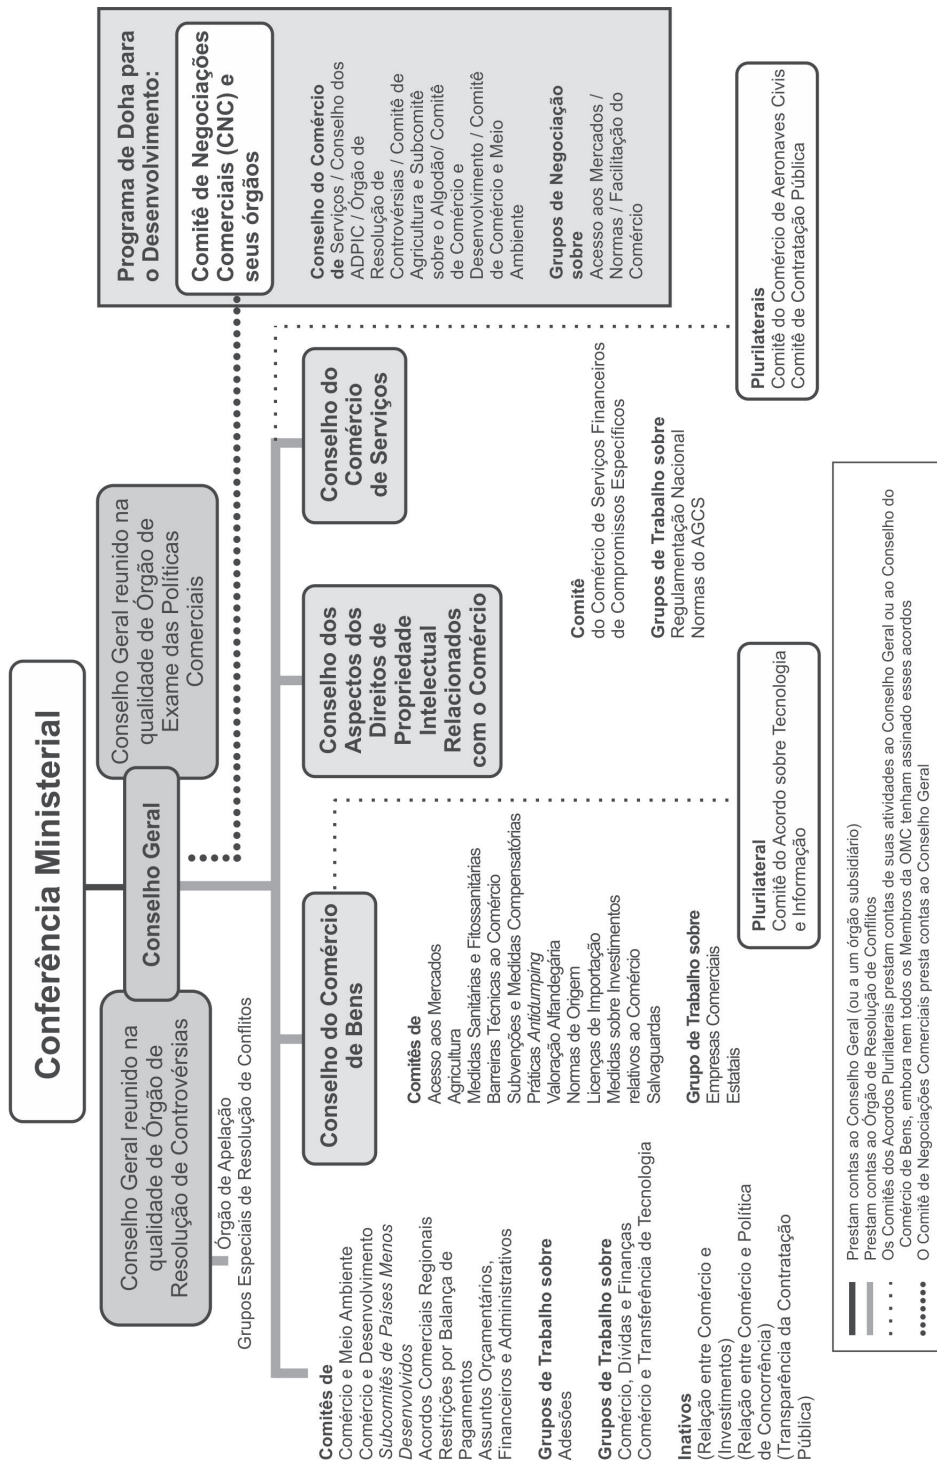 Conferência Ministerial
Conselho Geral reunido na
qualidade de Órgão de
Resolução de Controvérsias
Conselho Geral
Conselho Geral reunido na
qualidade de Órgão de
Exame das Políticas
Comerciais
Órgão de Apelação
Grupos Especiais de Resolução de Conflitos
Programa de Doha para
o Desenvolvimento:
Comitê de Negociações
Comerciais (CNC) e
seus órgãos
Conselho do Comércio
de Serviços / Conselho dos
ADPIC / Órgão de
Resolução de
Controvérsias / Comitê de
Agricultura e Subcomitê
sobre o Algodão/ Comitê
de Comércio e
Desenvolvimento / Comitê
de Comércio e Meio
Ambiente
Grupos de Negociação
sobre
Acesso aos Mercados /
Normas / Facilitação do
Comércio
Comitês de
Comércio e Meio Ambiente
Comércio e Desenvolvimento
Subcomitês de Países Menos
Desenvolvidos
Acordos Comerciais Regionais
Restrições por Balança de
Pagamentos
Assuntos Orçamentários,
Financeiros e Administrativos
Grupos de Trabalho sobre
Adesões
Grupos de Trabalho sobre
Comércio, Dívidas e Finanças
Comércio e Transferência de Tecnologia
Inativos
(Relação entre Comércio e
(Investimentos)
(Relação entre Comércio e Política
de Concorrência)
(Transparência da Contratação
Pública)
Conselho do Comércio
de Bens
Comitês de
Acesso aos Mercados
Agricultura
Medidas Sanitárias e Fitossanitárias
Barreiras Técnicas ao Comércio
Subvenções e Medidas Compensatórias
Práticas Antidumping
Valoração Alfandegária
Normas de Origem
Licenças de Importação
Medidas sobre Investimentos
relativos ao Comércio
Salvaguardas
Grupo de Trabalho sobre
Empresas Comerciais
Estatais
Conselho dos
Aspectos dos
Direitos de
Propriedade
Intelectual
Relacionados
com o Comércio
Conselho do
Comércio
de Serviços
Comitê
do Comércio de Serviços Financeiros
de Compromissos Específicos
Grupos de Trabalho sobre
Regulamentação Nacional
Normas do AGCS
Plurilateral
Comitê do Acordo sobre Tecnologia
e Informação
Plurilaterais
Comitê do Comércio de Aeronaves Civis
Comitê de Contratação Pública
Prestam contas ao Conselho Geral (ou a um órgão subsidiário)
Prestam contas ao Órgão de Resolução de Conflitos
Os Comitês dos Acordos Plurilaterais prestam contas de suas atividades ao Conselho Geral ou ao Conselho do
Comércio de Bens, embora nem todos os Membros da OMC tenham assinado esses acordos
O Comitê de Negociações Comerciais presta contas ao Conselho Geral